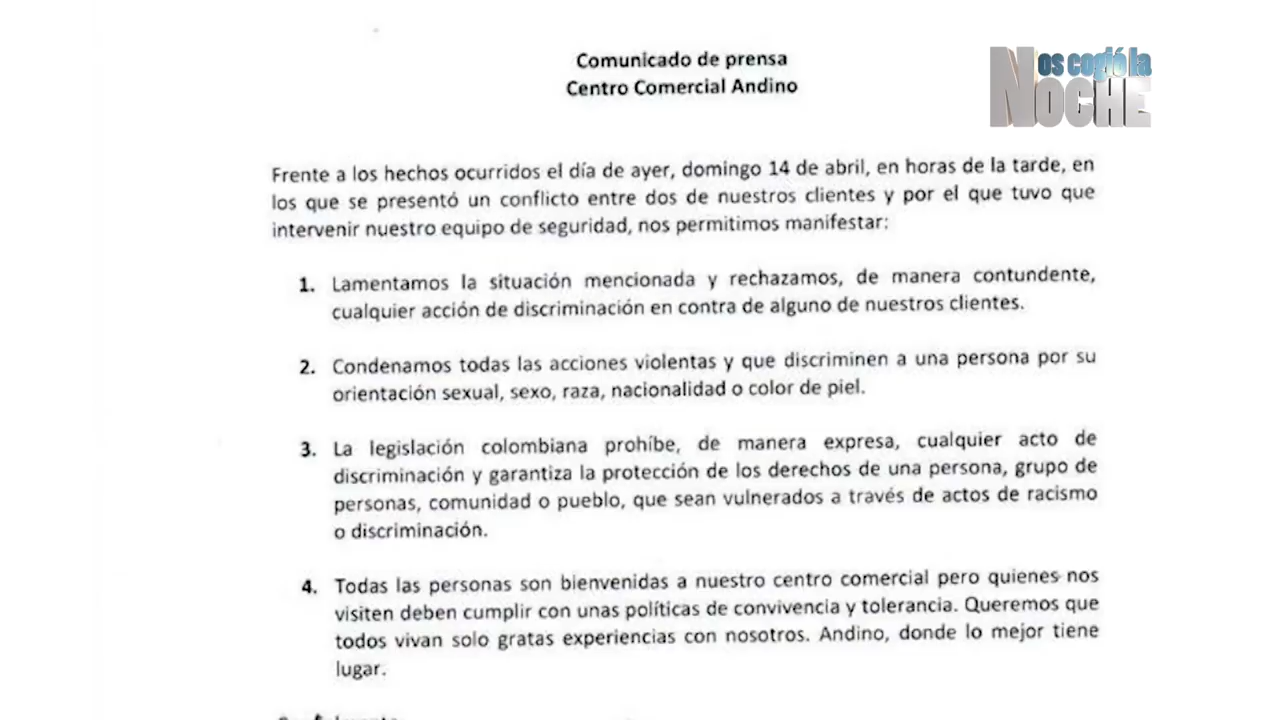 Comunicado de prensa
Centro Comercial Andino
Nos cogió la
NOCHE
Frente a los hechos ocurridos el día de ayer, domingo 14 de abril, en horas de la tarde, en
los que se presentó un conflicto entre dos de nuestros clientes y por el que tuvo que
intervenir nuestro equipo de seguridad, nos permitimos manifestar:
1. Lamentamos la situación mencionada y rechazamos, de manera contundente,
cualquier acción de discriminación en contra de alguno de nuestros clientes.
2. Condenamos todas las acciones violentas y que discriminen a una persona por su
orientación sexual, sexo, raza, nacionalidad o color de piel.
3. La legislación colombiana prohíbe, de manera expresa, cualquier acto de
discriminación y garantiza la protección de los derechos de una persona, grupo de
personas, comunidad o pueblo, que sean vulnerados a través de actos de racismo
o discriminación.
4. Todas las personas son bienvenidas a nuestro centro comercial pero quienes nos
visiten deben cumplir con unas políticas de convivencia y tolerancia. Queremos que
todos vivan solo gratas experiencias con nosotros. Andino, donde lo mejor tiene
lugar.